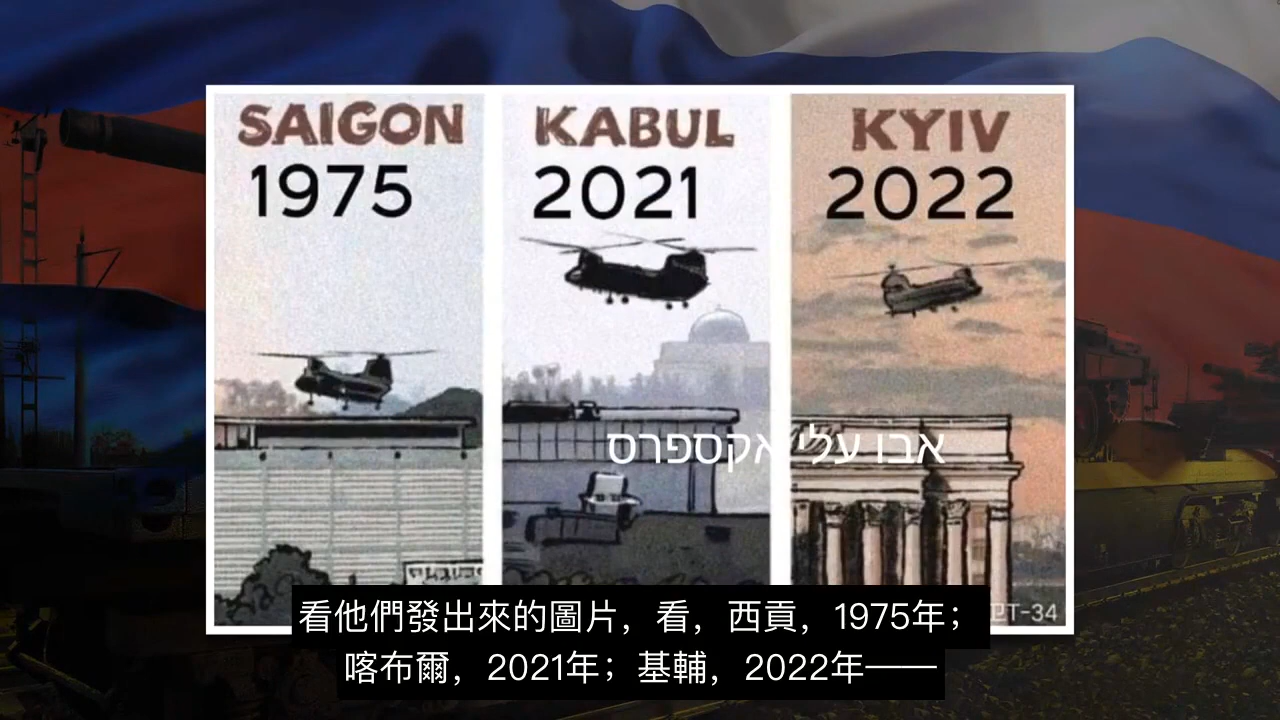 SAIGON
1975
KABUL
2021
KYIV
2022
אבו עלי אקספרס
T-34
看他們發出來的圖片，看，西貢，1975年；
喀布爾，2021年；基輔，2022年——